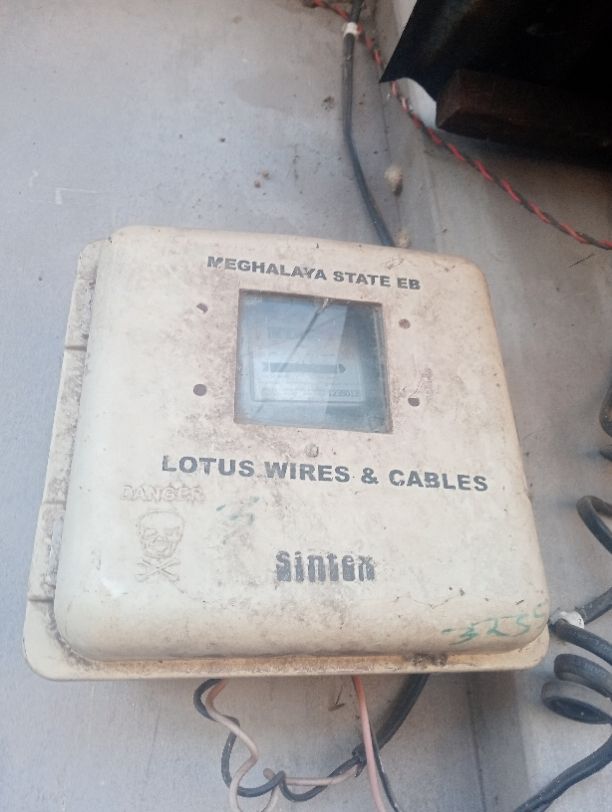 MEGHALAYA STATE EB
LOTUS WIRES & CABLES
DANGER
Sintex